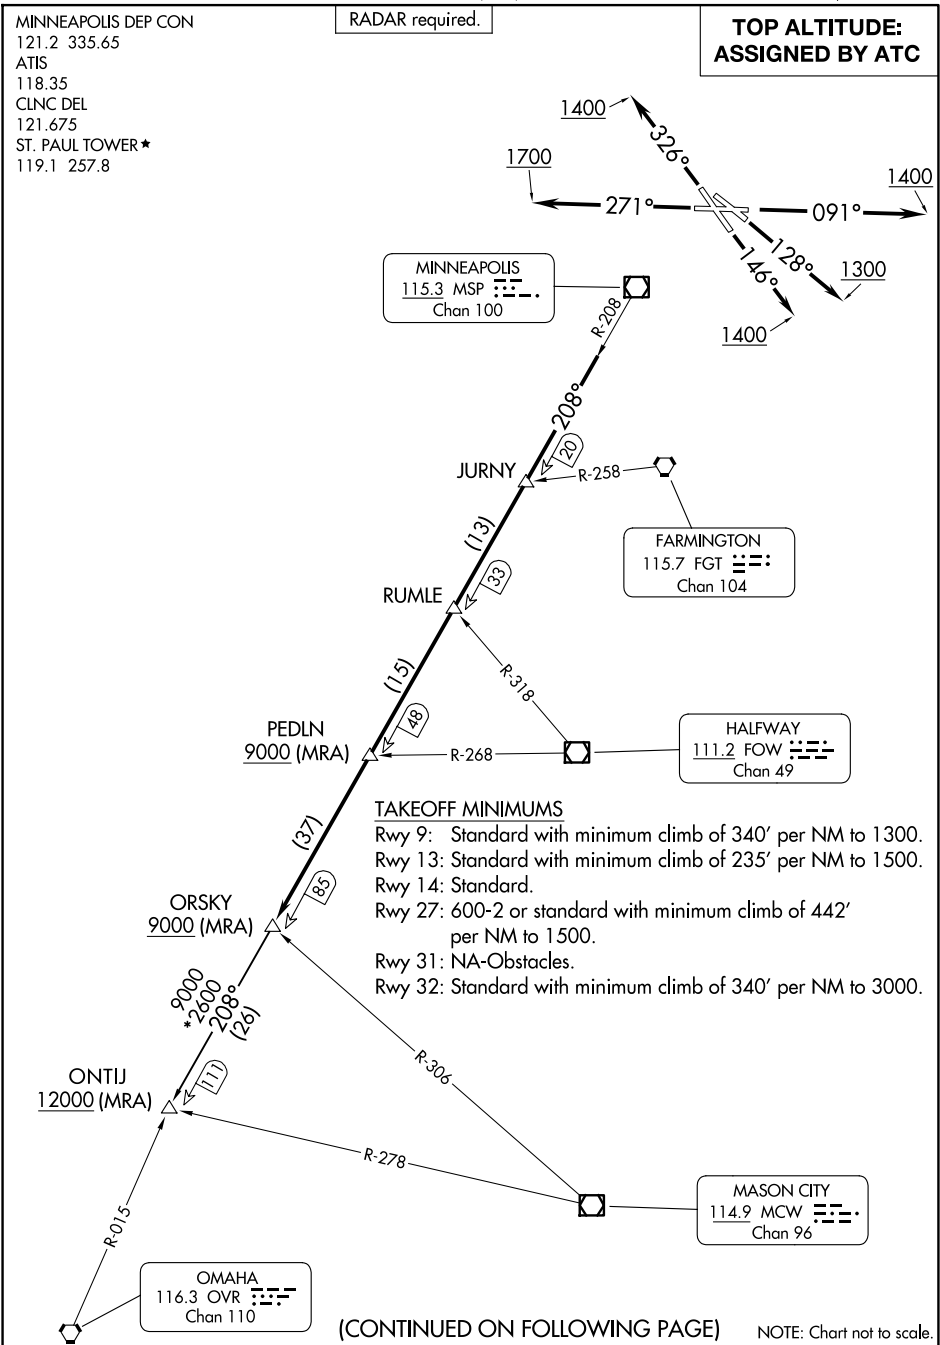 MINNEAPOLIS DEP CON
121.2 335.65
ATIS
118.35
CLNC DEL
121.675
ST. PAUL TOWER★
119.1 257.8
RADAR required.
TOP ALTITUDE:
ASSIGNED BY ATC
1400
326°
1700
1400
271°
091°
128°
146°
1300
1400
MINNEAPOLIS
115.3 MSP
Chan 100
R-208
208°
20
JURNY
R-258
FARMINGTON
115.7 FGT
Chan 104
(13)
33
RUMLE
R-318
(15)
48
PEDLN
9000 (MRA)
R-268
HALFWAY
111.2 FOW
Chan 49
TAKEOFF MINIMUMS
Rwy 9: Standard with minimum climb of 340' per NM to 1300.
Rwy 13: Standard with minimum climb of 235' per NM to 1500.
Rwy 14: Standard.
Rwy 27: 600-2 or standard with minimum climb of 442'
per NM to 1500.
Rwy 31: NA-Obstacles.
Rwy 32: Standard with minimum climb of 340' per NM to 3000.
(37)
85
ORSKY
9000 (MRA)
9000
*2600
208°
(26)
R-306
ONTIJ
12000 (MRA)
111
R-278
MASON CITY
114.9 MCW
Chan 96
R-015
OMAHA
116.3 OVR
Chan 110
(CONTINUED ON FOLLOWING PAGE)
NOTE: Chart not to scale.